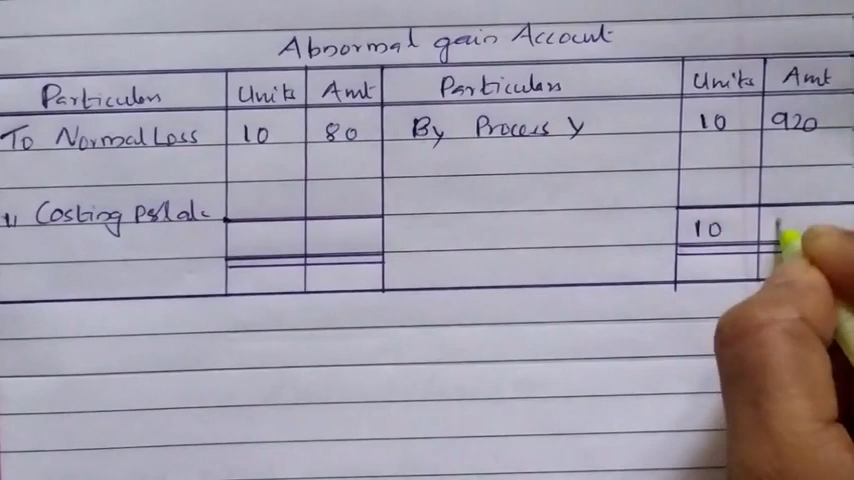 Abnormal gain Account
Particulars Units Amt Particulars Units Amt
To Normal Loss 10 80 By Process Y 10 920
" Costing P&L a/c
10